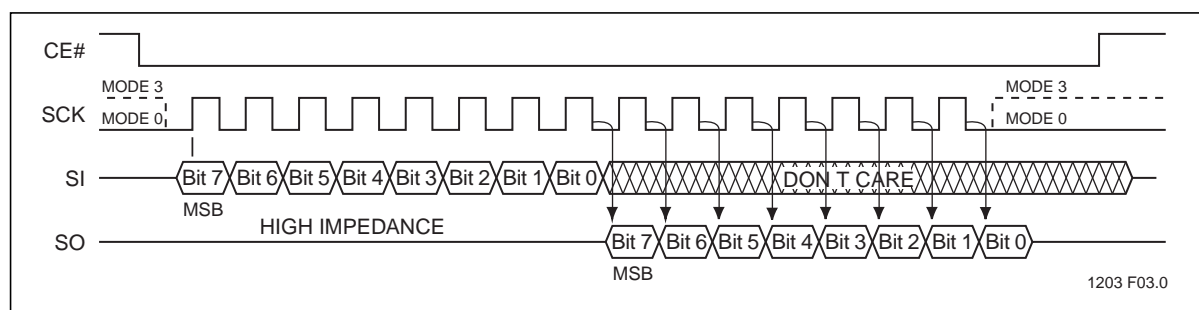 CE#
MODE 3
MODE 3
SCK
MODE 0
MODE 0
SI
Bit 7 Bit 6 Bit 5 Bit 4 Bit 3 Bit 2 Bit 1 Bit 0
DON T CARE
MSB
HIGH IMPEDANCE
SO
Bit 7 Bit 6 Bit 5 Bit 4 Bit 3 Bit 2 Bit 1 Bit 0
MSB
1203 F03.0